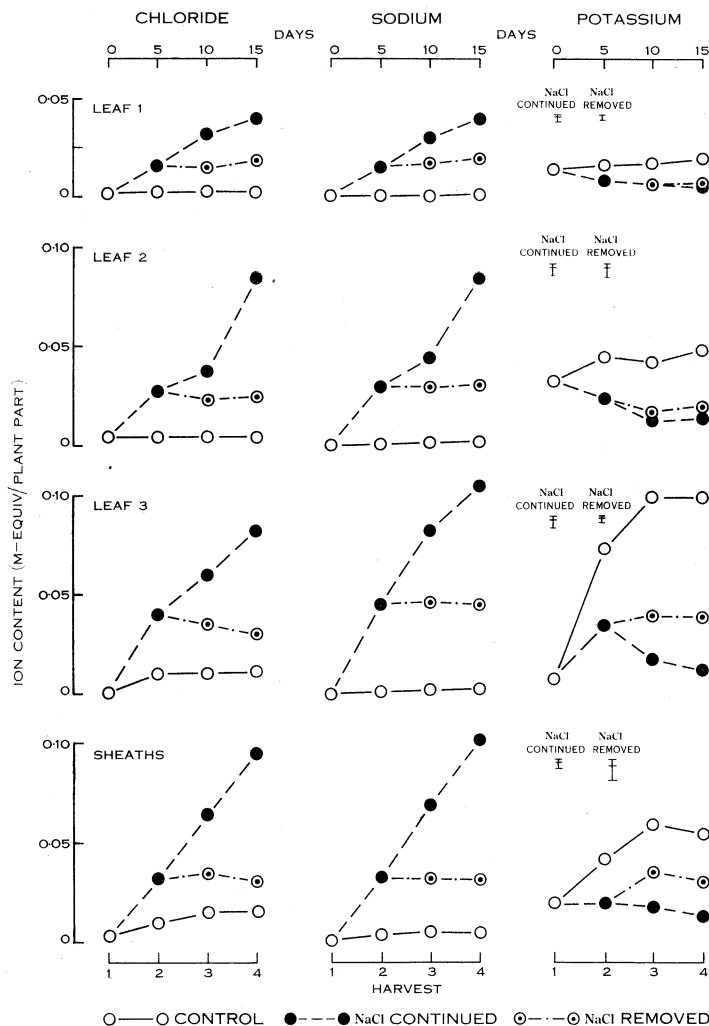 CHLORIDE SODIUM POTASSIUM
DAYS DAYS
0 5 10 15 0 5 10 15 0 5 10 15
0·05
LEAF 1
NaCl CONTINUED
NaCl REMOVED
0
0·10
LEAF 2
NaCl CONTINUED
NaCl REMOVED
0·05
0
0·10
LEAF 3
NaCl CONTINUED
NaCl REMOVED
0·05
0
0·10
SHEATHS
NaCl CONTINUED
NaCl REMOVED
0·05
0
ION CONTENT (M-EQUIV/PLANT PART)
1 2 3 4 1 2 3 4 1 2 3 4
HARVEST
CONTROL NaCl CONTINUED NaCl REMOVED